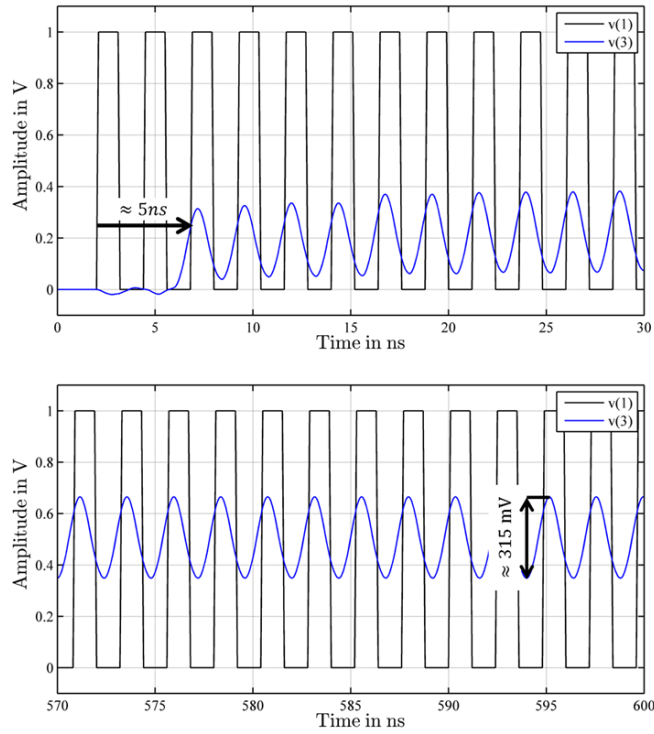 v(1)
v(3)
Amplitude in V
1
0.8
0.6
0.4
0.2
0
≈ 5ns
0 5 10 15 20 25 30
Time in ns
v(1)
v(3)
Amplitude in V
1
0.8
0.6
0.4
0.2
0
≈ 315 mV
570 575 580 585 590 595 600
Time in ns